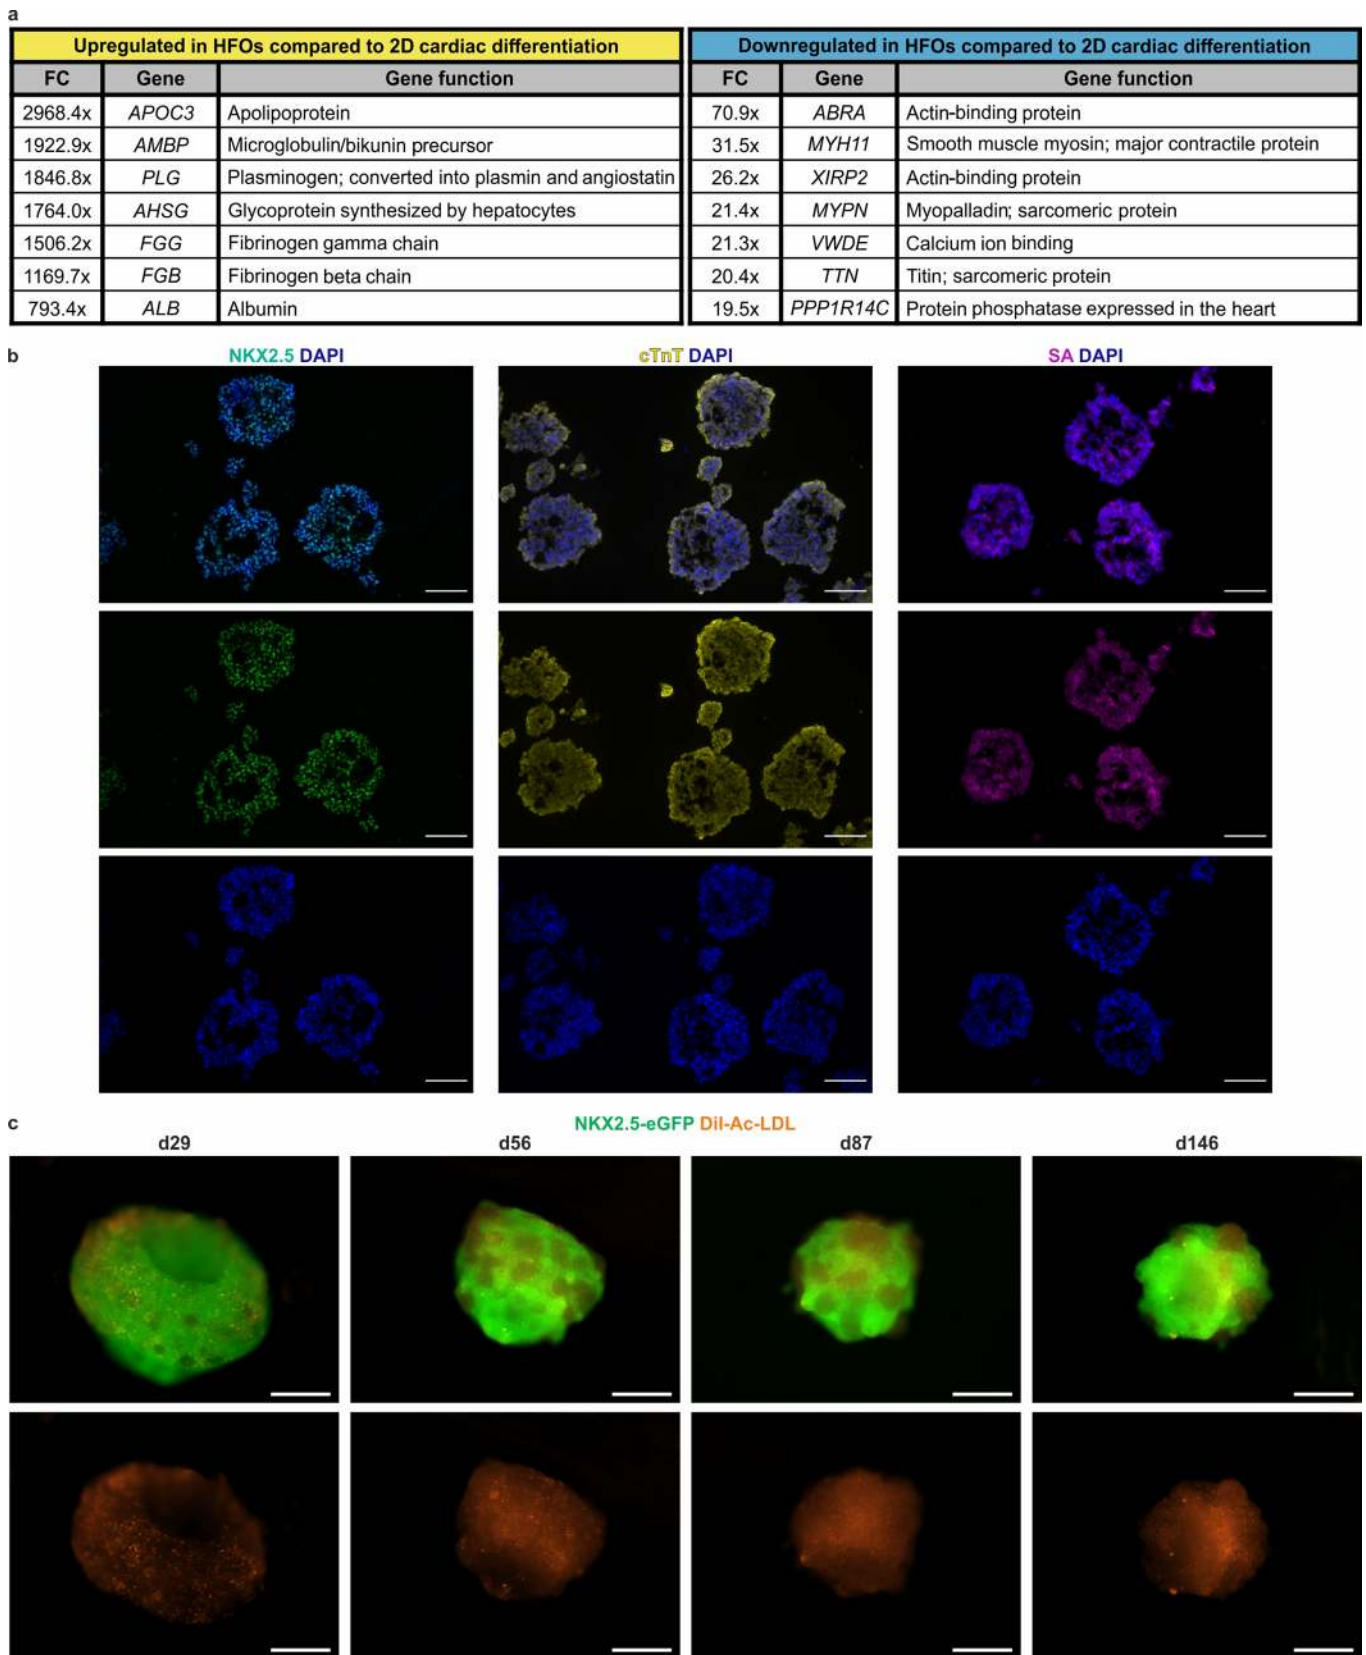 a
Upregulated in HFOs compared to 2D cardiac differentiation
FC Gene Gene function
2968.4x APOC3 Apolipoprotein
1922.9x AMBP Microglobulin/bikunin precursor
1846.8x PLG Plasminogen; converted into plasmin and angiostatin
1764.0x AHSG Glycoprotein synthesized by hepatocytes
1506.2x FGG Fibrinogen gamma chain
1169.7x FGB Fibrinogen beta chain
793.4x ALB Albumin
Downregulated in HFOs compared to 2D cardiac differentiation
FC Gene Gene function
70.9x ABRA Actin-binding protein
31.5x MYH11 Smooth muscle myosin; major contractile protein
26.2x XIRP2 Actin-binding protein
21.4x MYPN Myopalladin; sarcomeric protein
21.3x VWDE Calcium ion binding
20.4x TTN Titin; sarcomeric protein
19.5x PPP1R14C Protein phosphatase expressed in the heart
b
NKX2.5 DAPI
cTnT DAPI
SA DAPI
c
NKX2.5-eGFP Dil-Ac-LDL
d29 d56 d87 d146